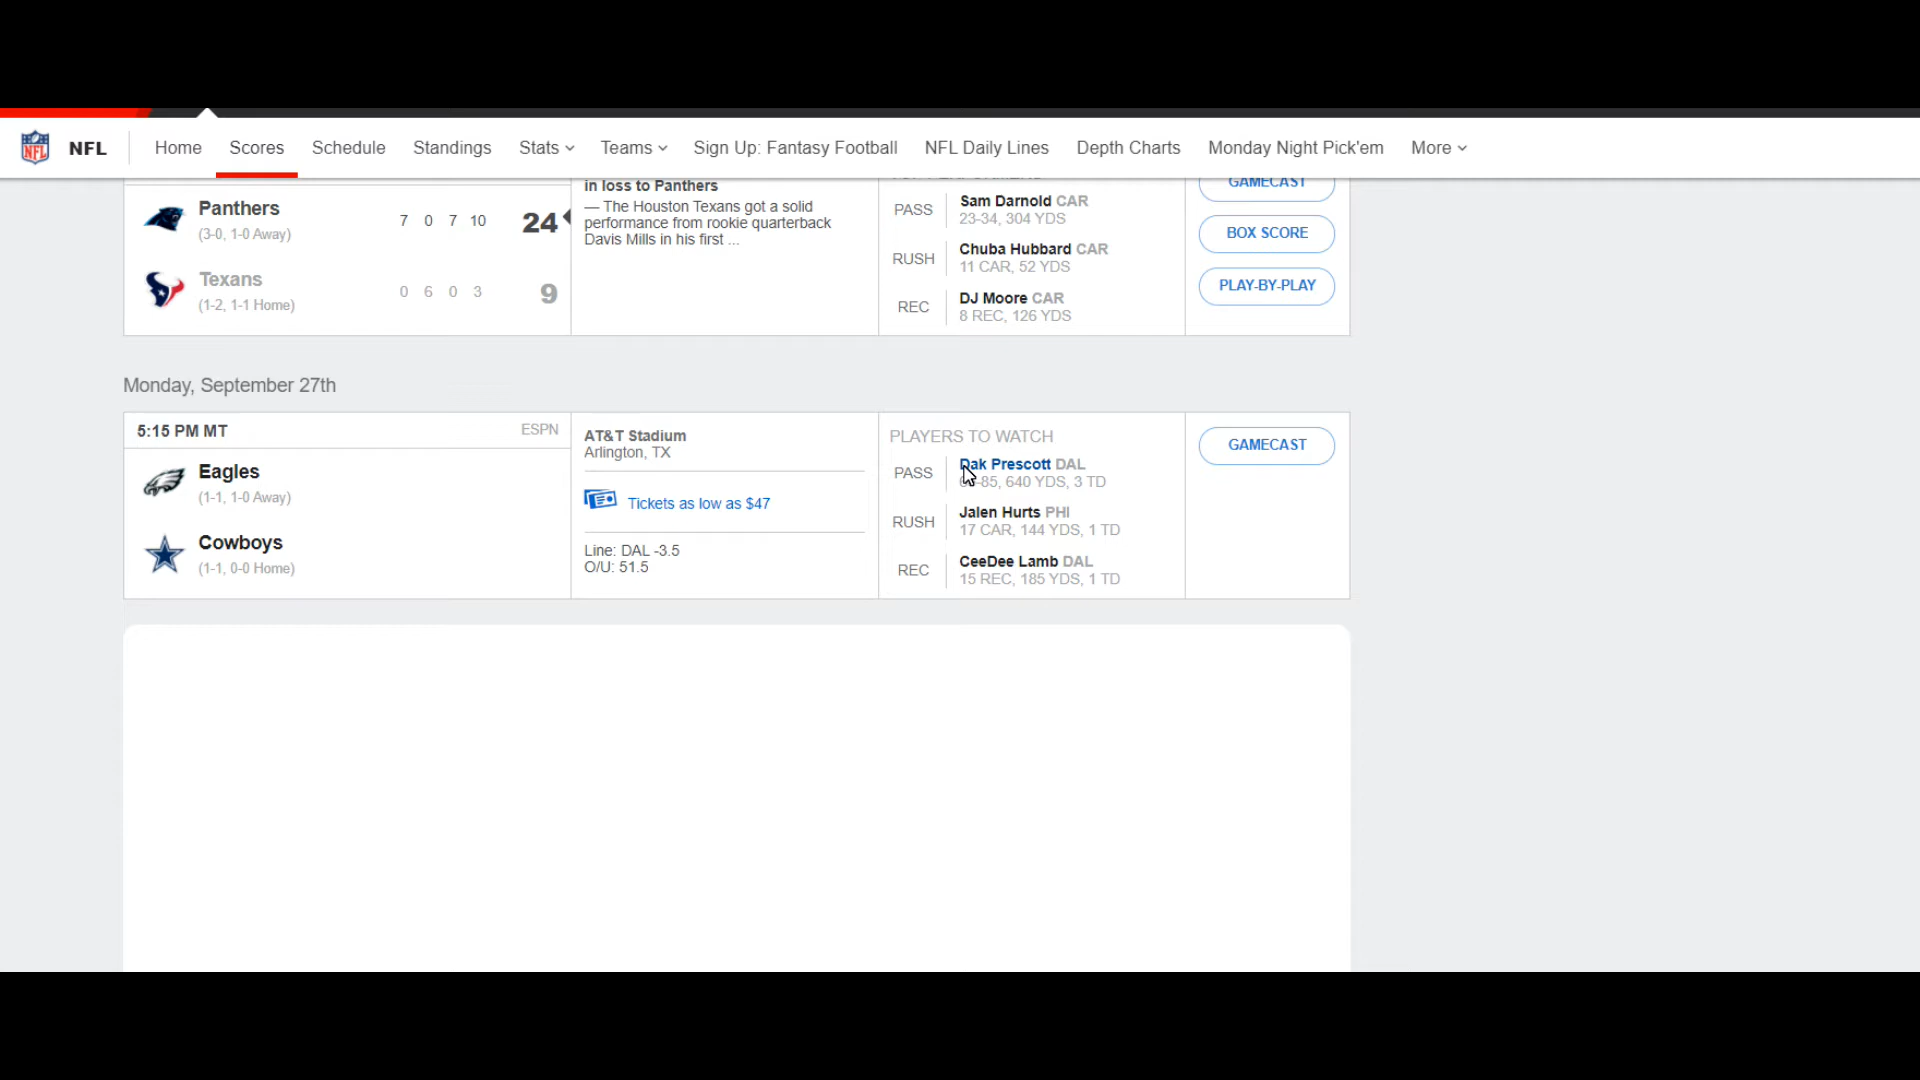 NFL
NFL Home Scores Schedule Standings Stats Teams Sign Up: Fantasy Football NFL Daily Lines Depth Charts Monday Night Pick'em More
in loss to Panthers
— The Houston Texans got a solid
performance from rookie quarterback
Davis Mills in his first ...
Panthers
(3-0, 1-0 Away)
7 0 7 10 24
Texans
(1-2, 1-1 Home)
0 6 0 3 9
PASS
Sam Darnold CAR
23-34, 304 YDS
RUSH
Chuba Hubbard CAR
11 CAR, 52 YDS
REC
DJ Moore CAR
8 REC, 126 YDS
GAMECAST
BOX SCORE
PLAY-BY-PLAY
Monday, September 27th
5:15 PM MT ESPN
Eagles
(1-1, 1-0 Away)
Cowboys
(1-1, 0-0 Home)
AT&T Stadium
Arlington, TX
Tickets as low as $47
Line: DAL -3.5
O/U: 51.5
PLAYERS TO WATCH
PASS
Dak Prescott DAL
-85, 640 YDS, 3 TD
RUSH
Jalen Hurts PHI
17 CAR, 144 YDS, 1 TD
REC
CeeDee Lamb DAL
15 REC, 185 YDS, 1 TD
GAMECAST